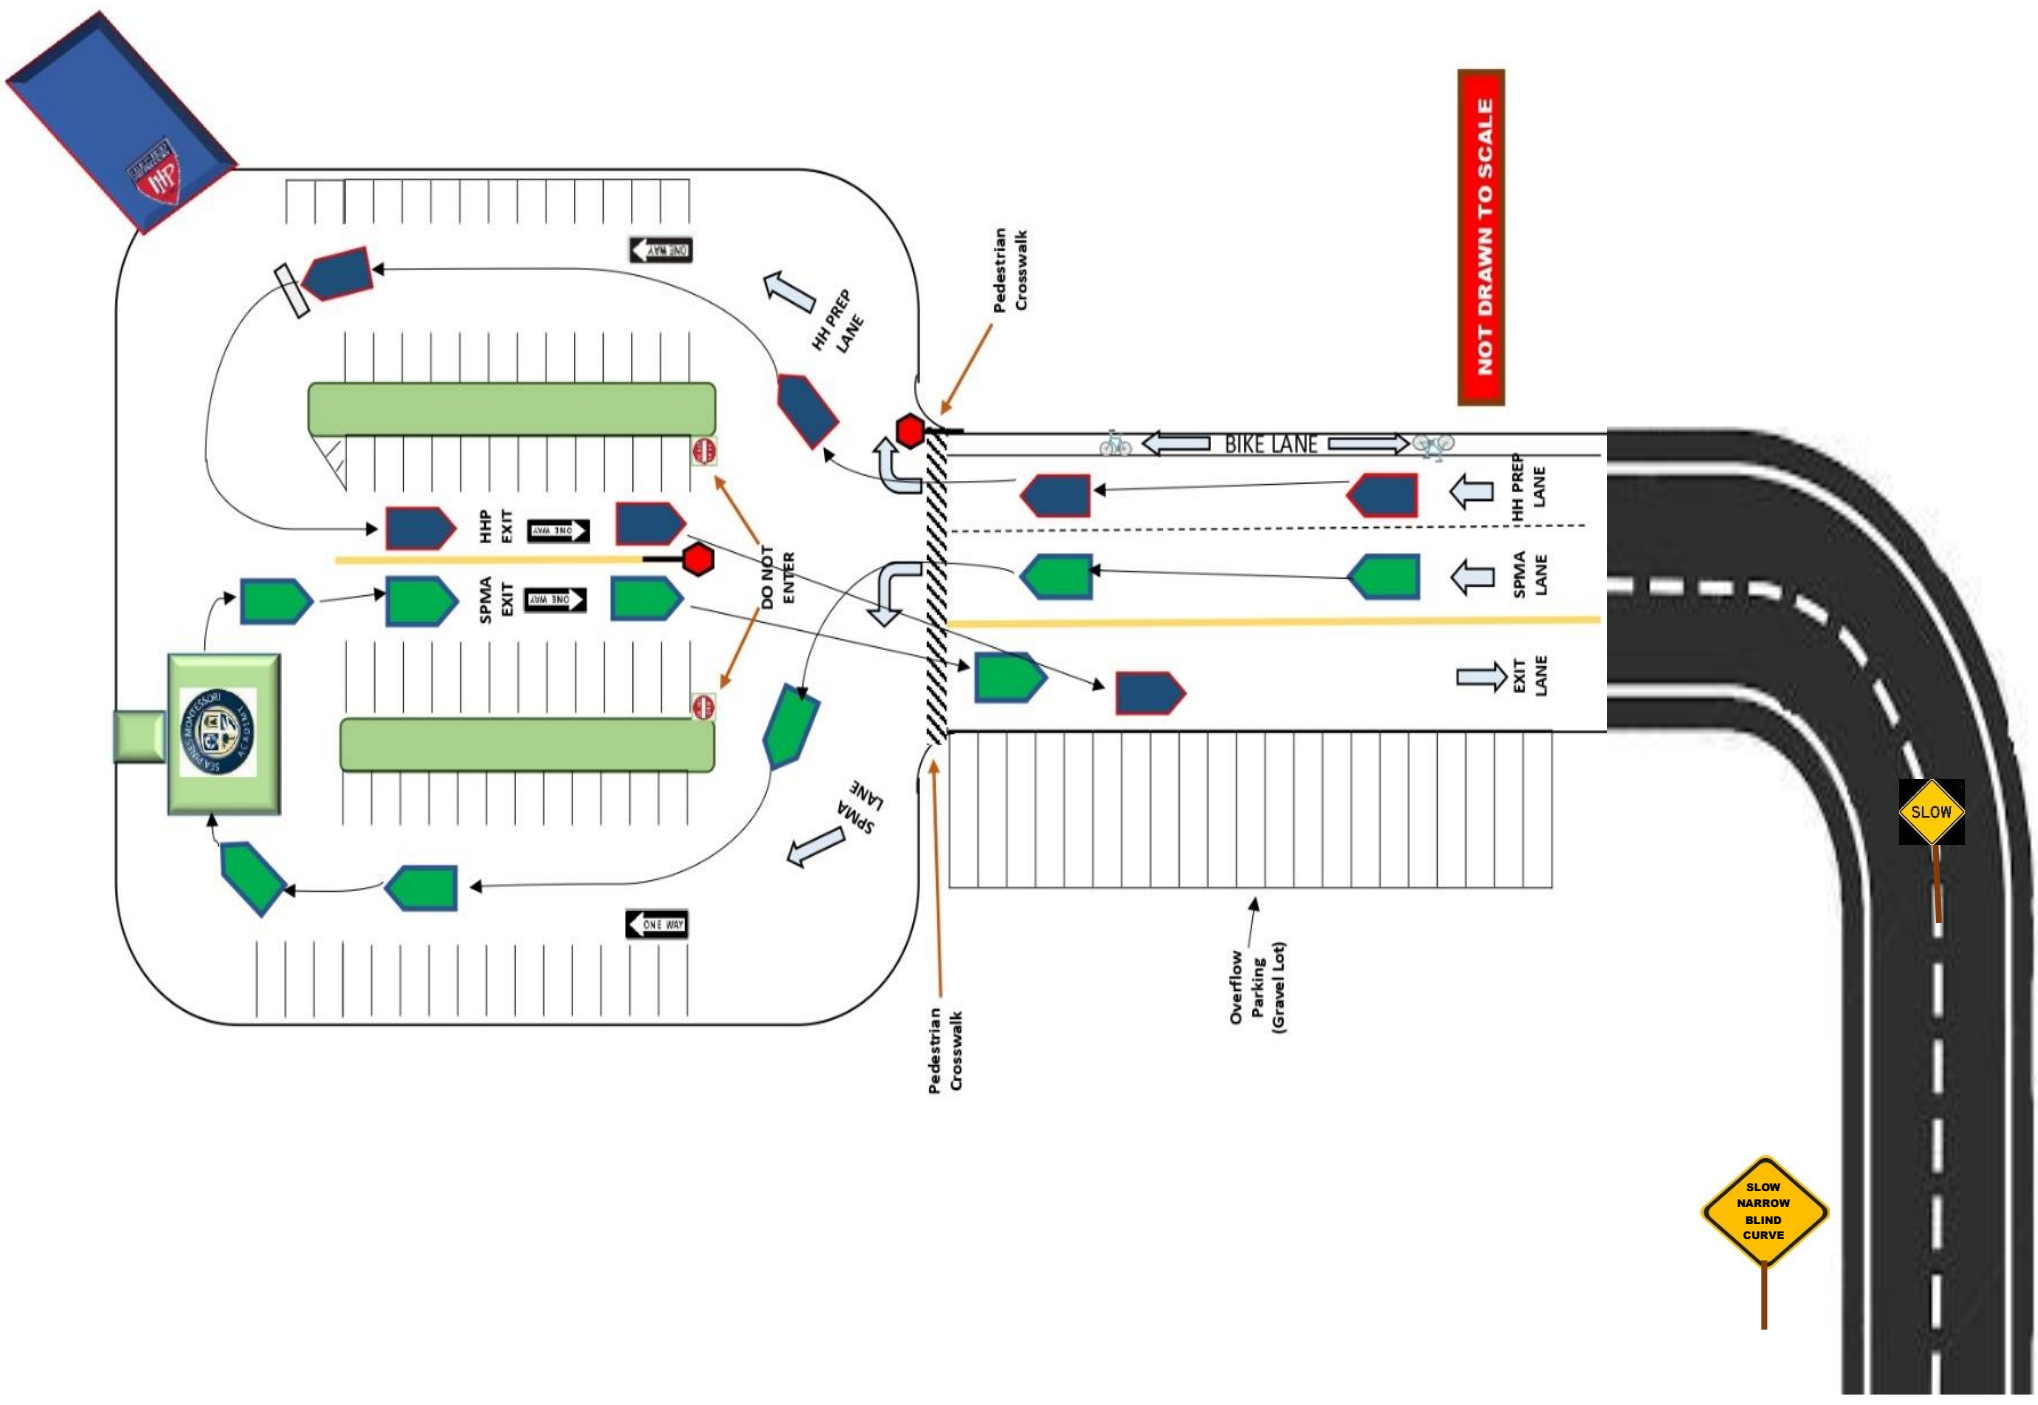 NOT DRAWN TO SCALE
Pedestrian
Crosswalk
ONE WAY
HH PREP
LANE
HHP
BIKE LANE
HH PREP
LANE
HHP
EXIT
ONE WAY
SPMA
EXIT
ONE WAY
DO NOT
ENTER
SPMA
LANE
EXIT
LANE
SEA PINES MONTESSORI ACADEMY
SPMA
LANE
ONE WAY
SLOW
Overflow
Parking
(Gravel Lot)
Pedestrian
Crosswalk
SLOW
NARROW
BLIND
CURVE